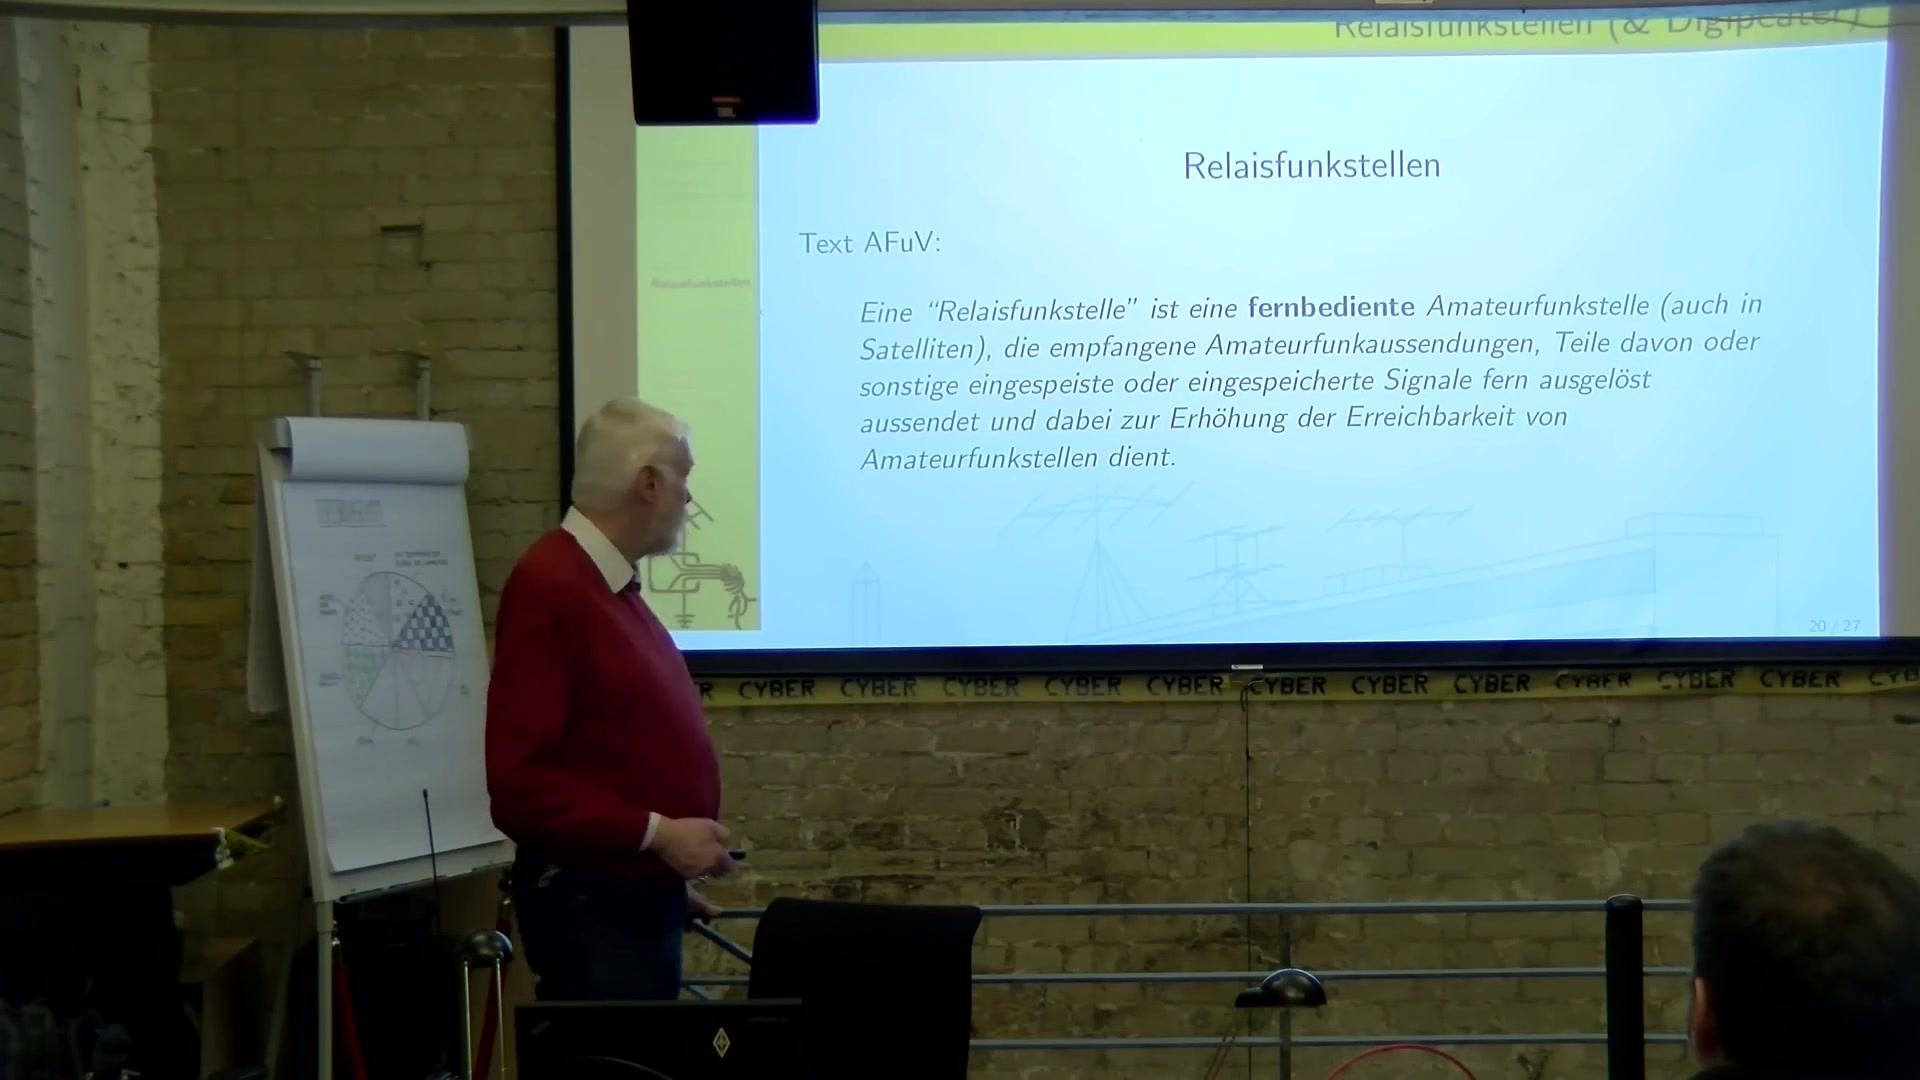 Relaisfunkstellen (& Digipeater)
Relaisfunkstellen
Text AFuV:
Eine “Relaisfunkstelle” ist eine fernbediente Amateurfunkstelle (auch in
Satelliten), die empfangene Amateurfunkaussendungen, Teile davon oder
sonstige eingespeiste oder eingespeicherte Signale fern ausgelöst
aussendet und dabei zur Erhöhung der Erreichbarkeit von
Amateurfunkstellen dient.
Relaisfunkstellen
20 / 27
R CYBER CYBER CYBER CYBER CYBER CYBER CYBER CYBER CYBER CYBER CYBER CYB